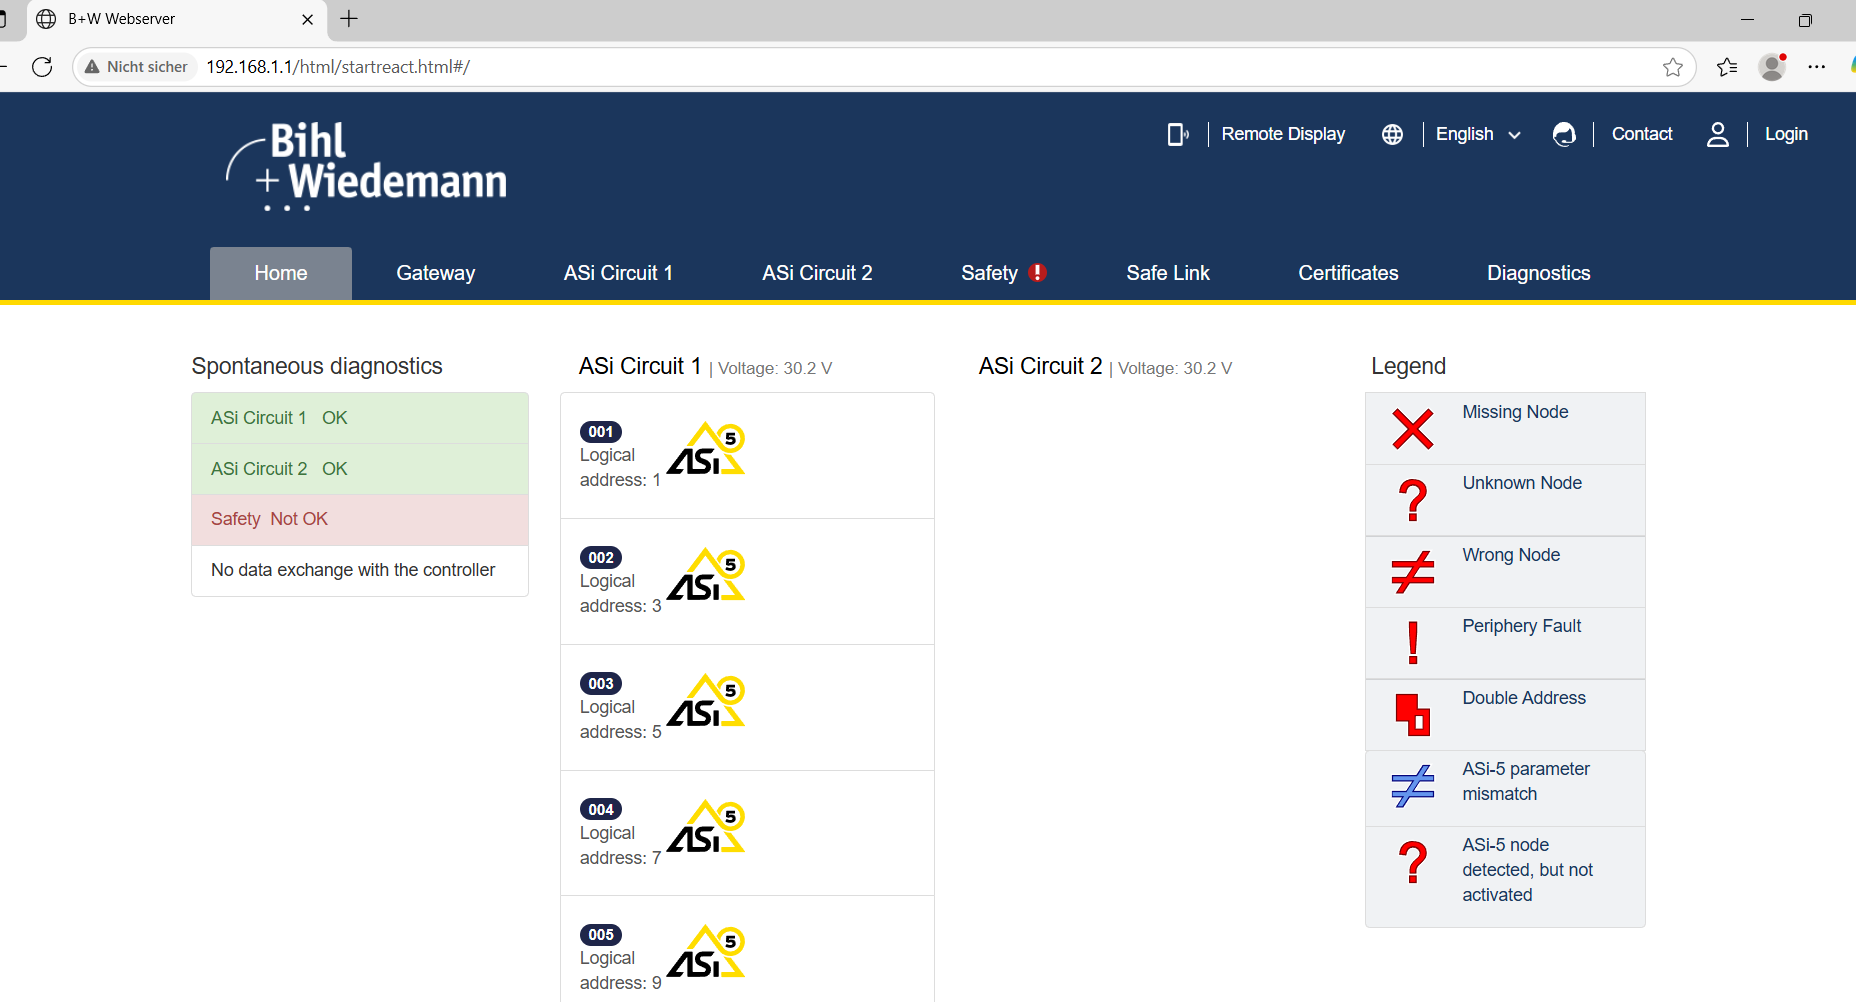 B+W Webserver
Nicht sicher 192.168.1.1/html/startreact.html#/
Bihl
+ Wiedemann
Remote Display English Contact Login
Home Gateway ASi Circuit 1 ASi Circuit 2 Safety Safe Link Certificates Diagnostics
Spontaneous diagnostics
ASi Circuit 1 OK
ASi Circuit 2 OK
Safety Not OK
No data exchange with the controller
ASi Circuit 1 | Voltage: 30.2 V
001
Logical
address: 1
ASi 5
002
Logical
address: 3
ASi 5
003
Logical
address: 5
ASi 5
004
Logical
address: 7
ASi 5
005
Logical
address: 9
ASi 5
ASi Circuit 2 | Voltage: 30.2 V
Legend
Missing Node
Unknown Node
Wrong Node
Periphery Fault
Double Address
ASi-5 parameter
mismatch
ASi-5 node
detected, but not
activated